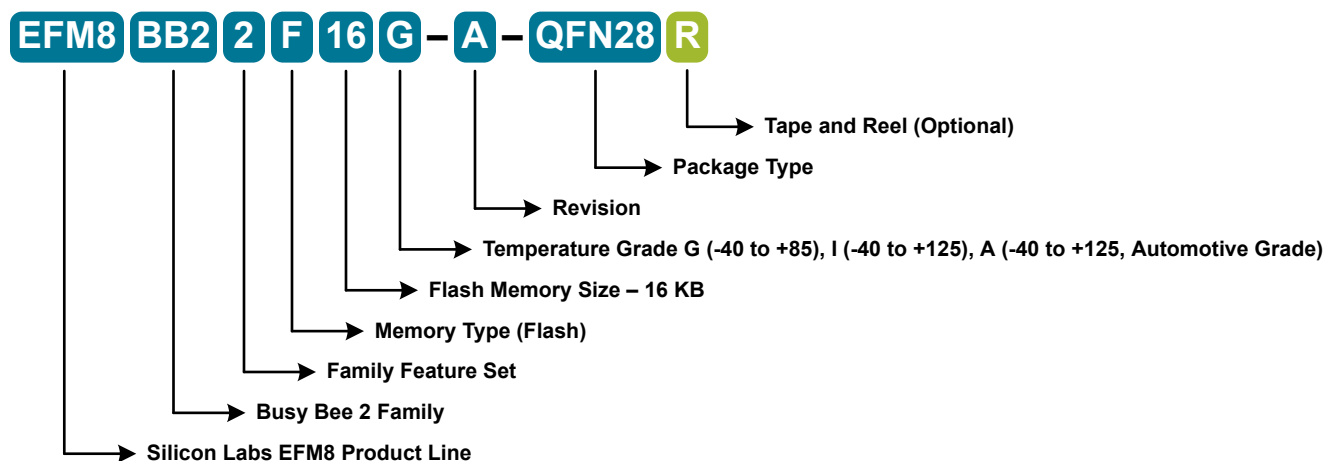 EFM8 BB2 2 F 16 G – A – QFN28 R
Tape and Reel (Optional)
Package Type
Revision
Temperature Grade G (-40 to +85), I (-40 to +125), A (-40 to +125, Automotive Grade)
Flash Memory Size – 16 KB
Memory Type (Flash)
Family Feature Set
Busy Bee 2 Family
Silicon Labs EFM8 Product Line